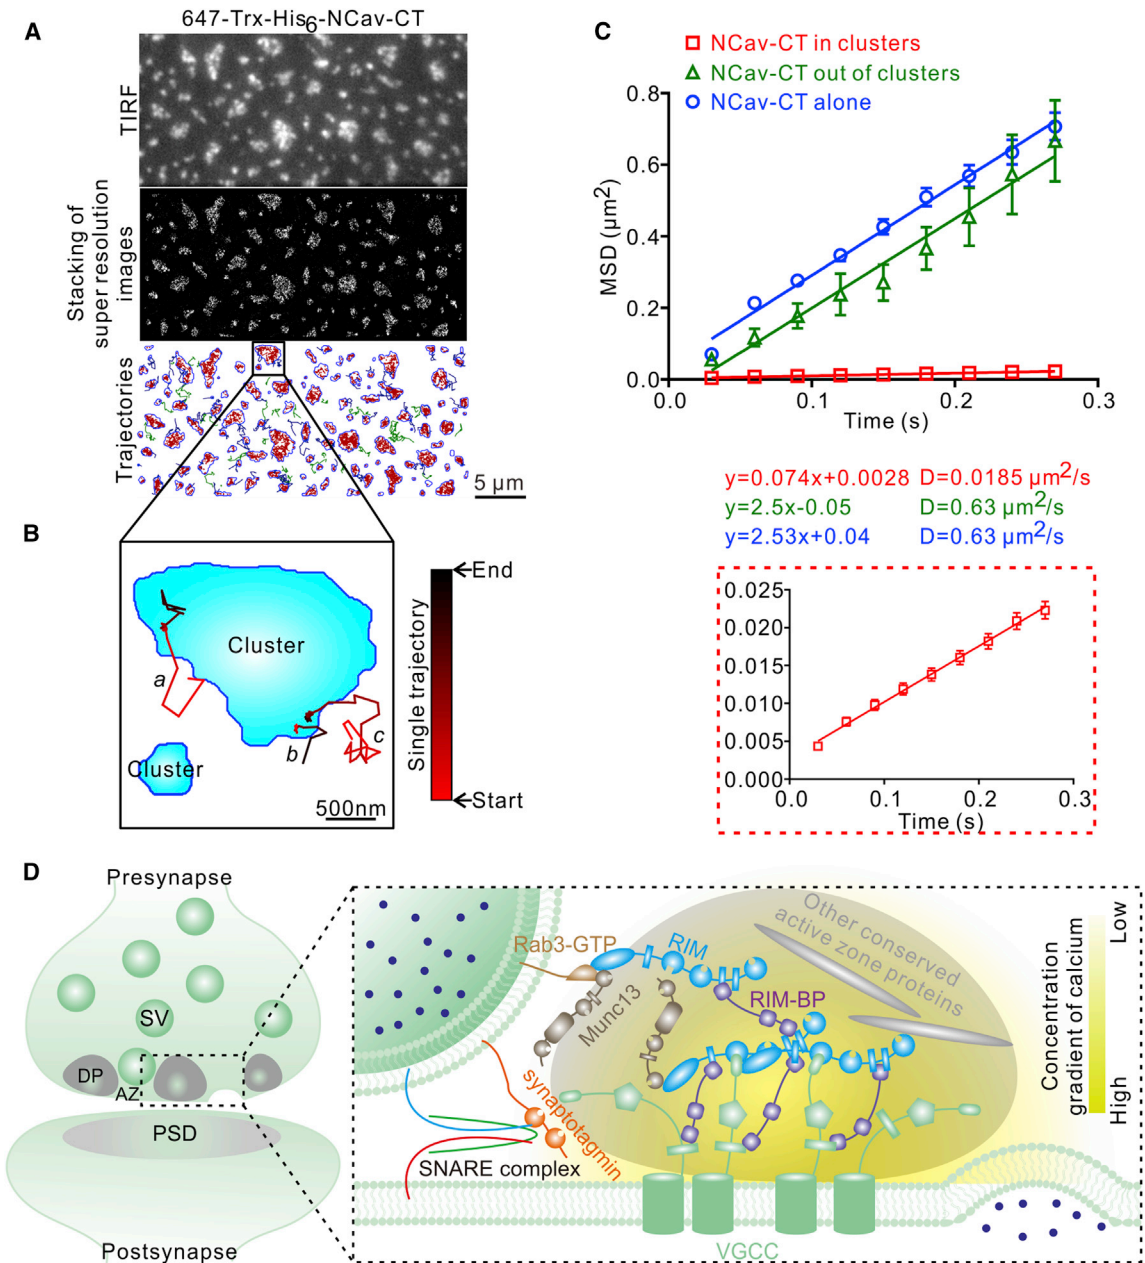 A
647-Trx-His6-NCav-CT
TIRF
Stacking of
super resolution
images
Trajectories
5 μm
B
Cluster
a
b
c
Cluster
500nm
Single trajectory
End
Start
C
NCav-CT in clusters
NCav-CT out of clusters
NCav-CT alone
MSD (μm2)
0.8
0.6
0.4
0.2
0.0
0.0 0.1 0.2 0.3
Time (s)
y=0.074x+0.0028 D=0.0185 μm2/s
y=2.5x-0.05 D=0.63 μm2/s
y=2.53x+0.04 D=0.63 μm2/s
0.025
0.020
0.015
0.010
0.005
0.000
0.0 0.1 0.2 0.3
Time (s)
D
Presynapse
SV
DP
AZ
PSD
Postsynapse
Rab3-GTP
RIM
Munc13
RIM-BP
Other conserved
active zone proteins
synaptotagmin
SNARE complex
VGCC
Concentration
gradient of calcium
Low
High